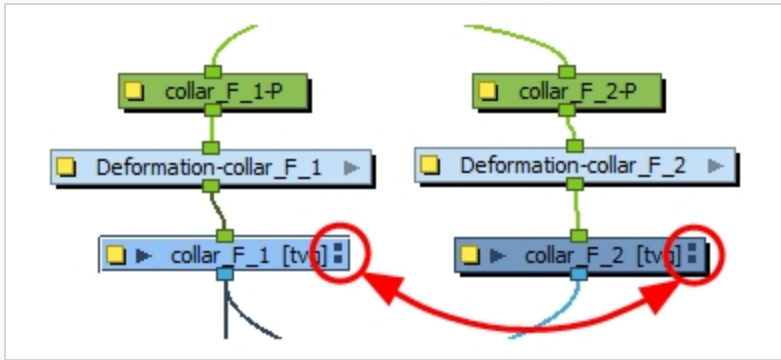 collar_F_1-P
collar_F_2-P
Deformation-collar_F_1
Deformation-collar_F_2
collar_F_1 [tvg]
collar_F_2 [tvg]